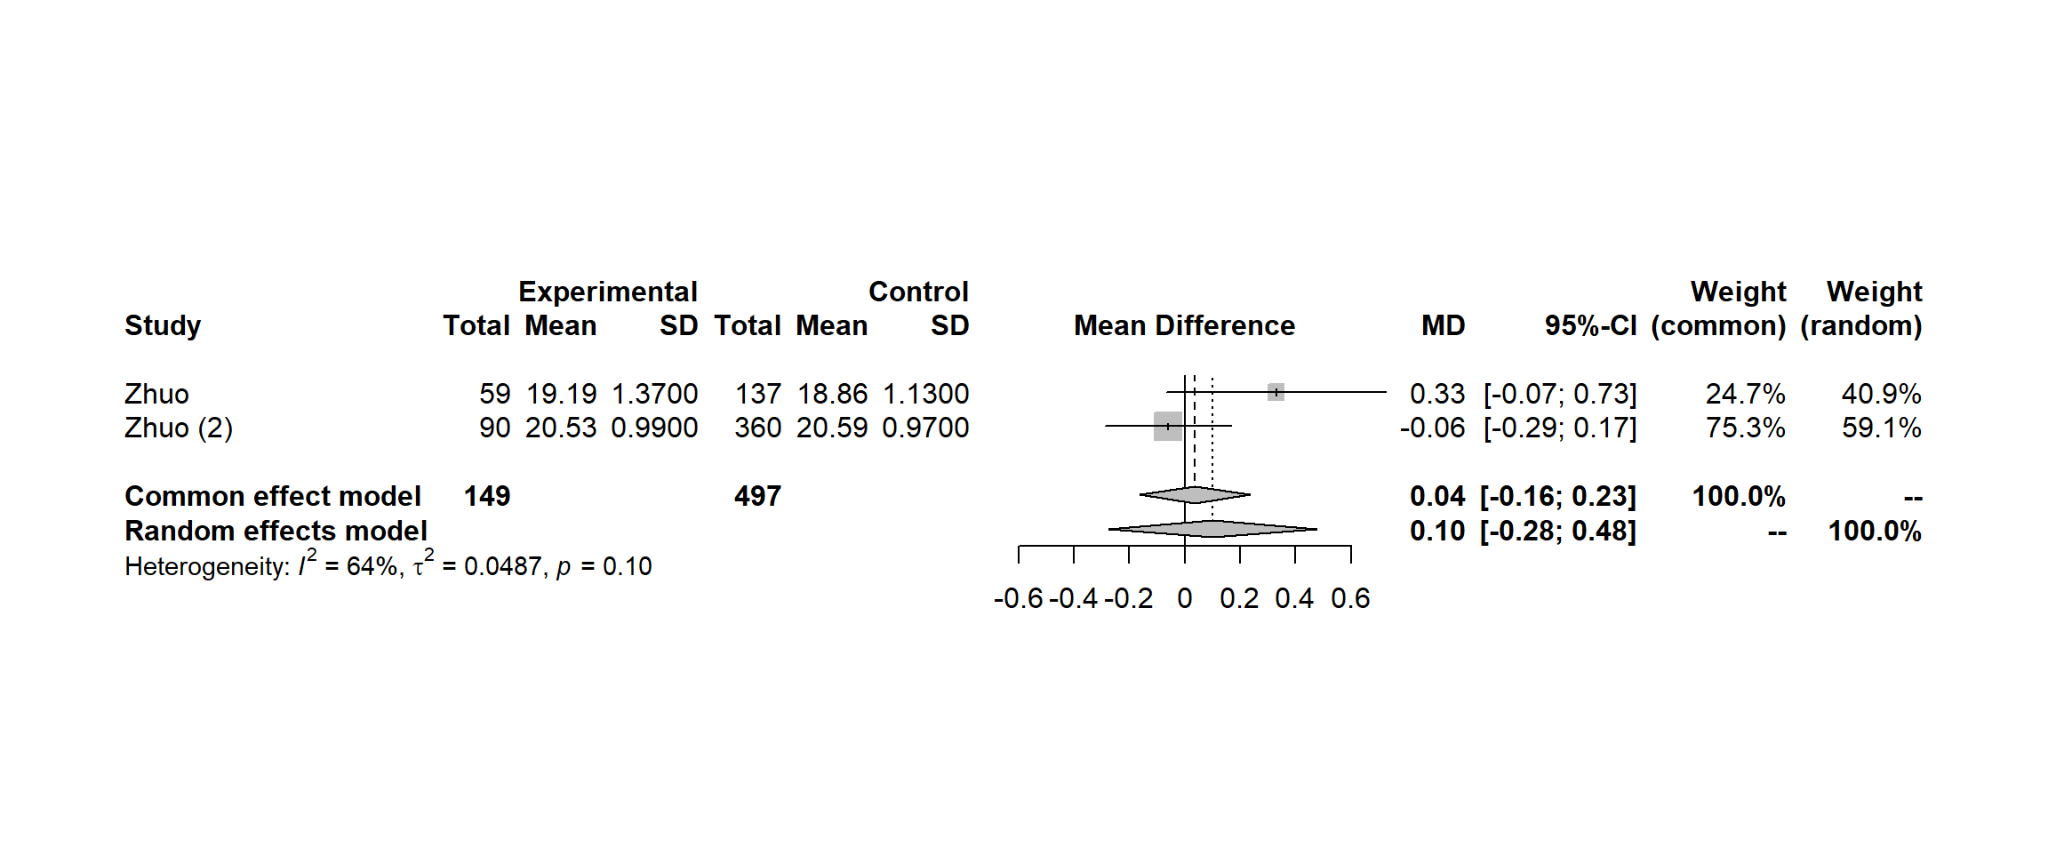 Experimental Control Weight Weight
Study Total Mean SD Total Mean SD Mean Difference MD 95%-CI (common) (random)
Zhuo 59 19.19 1.3700 137 18.86 1.1300 0.33 [-0.07; 0.73] 24.7% 40.9%
Zhuo (2) 90 20.53 0.9900 360 20.59 0.9700 -0.06 [-0.29; 0.17] 75.3% 59.1%
Common effect model 149 497 0.04 [-0.16; 0.23] 100.0% --
Random effects model 0.10 [-0.28; 0.48] -- 100.0%
Heterogeneity: I² = 64%, τ² = 0.0487, p = 0.10
-0.6 -0.4 -0.2 0 0.2 0.4 0.6